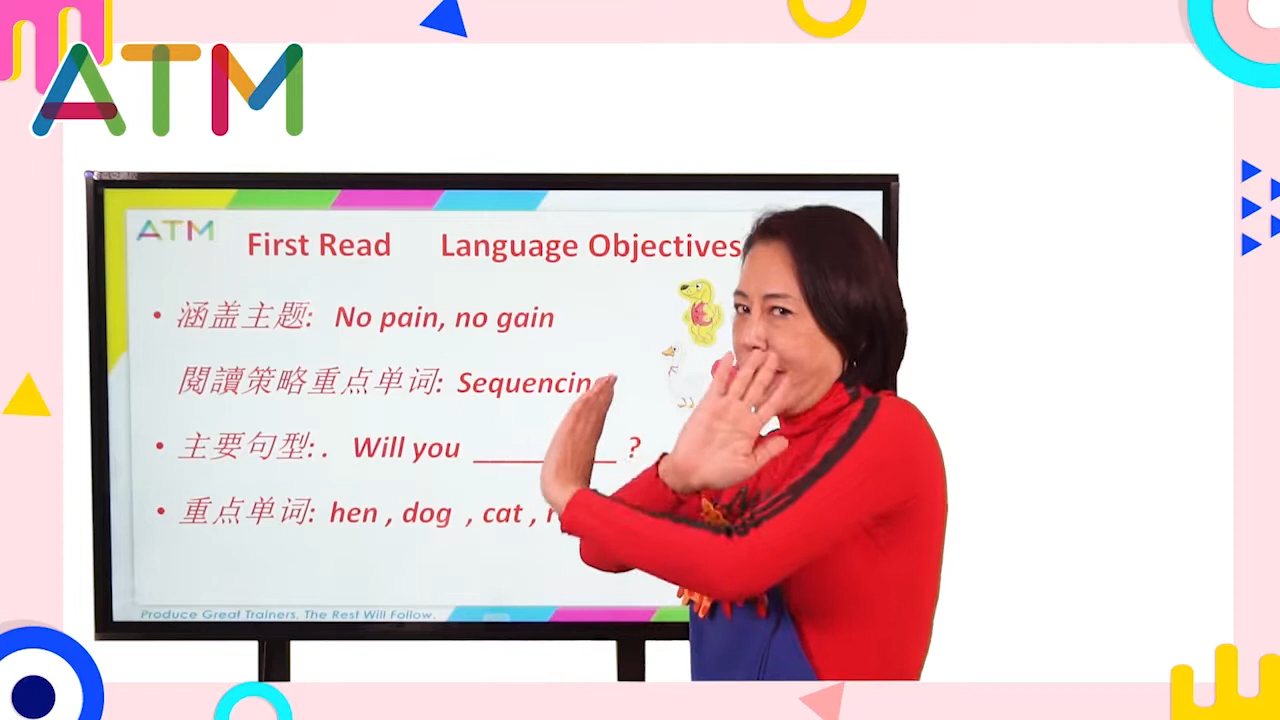 ATM
ATM
First Read Language Objectives
• 涵盖主题: No pain, no gain
閱讀策略重点单词: Sequencin
• 主要句型: . Will you __________ ?
• 重点单词: hen , dog , cat ,
Produce Great Trainers, The Rest Will Follow.